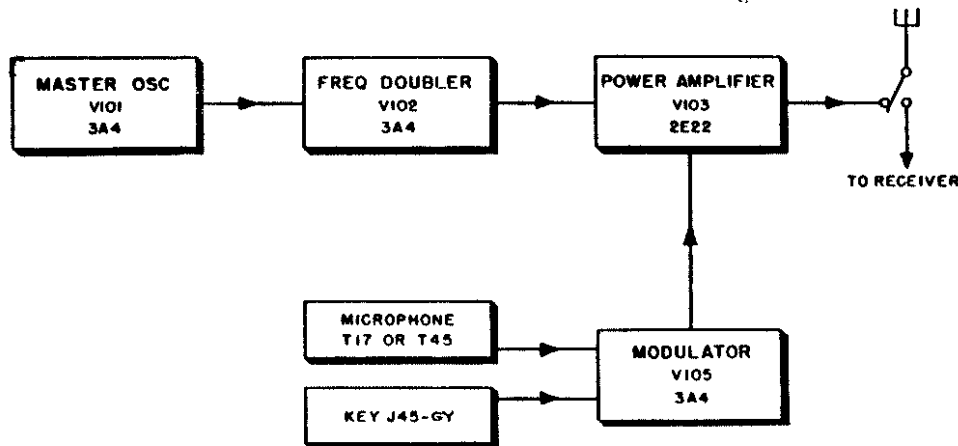 MASTER OSC
V101
3A4
FREQ DOUBLER
V102
3A4
POWER AMPLIFIER
V103
2E22
TO RECEIVER
MICROPHONE
T17 OR T45
KEY J45-GY
MODULATOR
V105
3A4